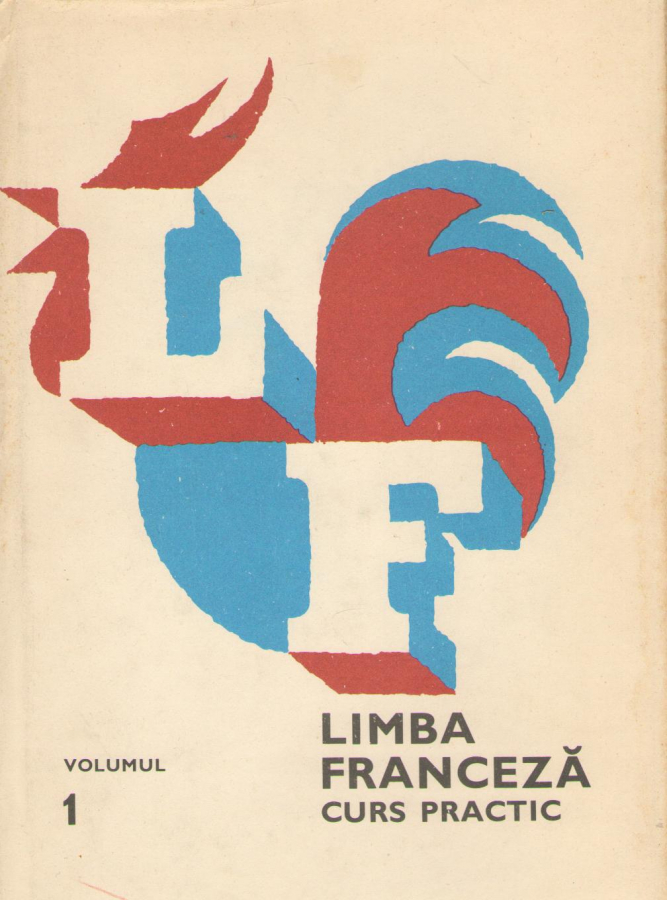 L
F
LIMBA
FRANCEZĂ
CURS PRACTIC
VOLUMUL
1